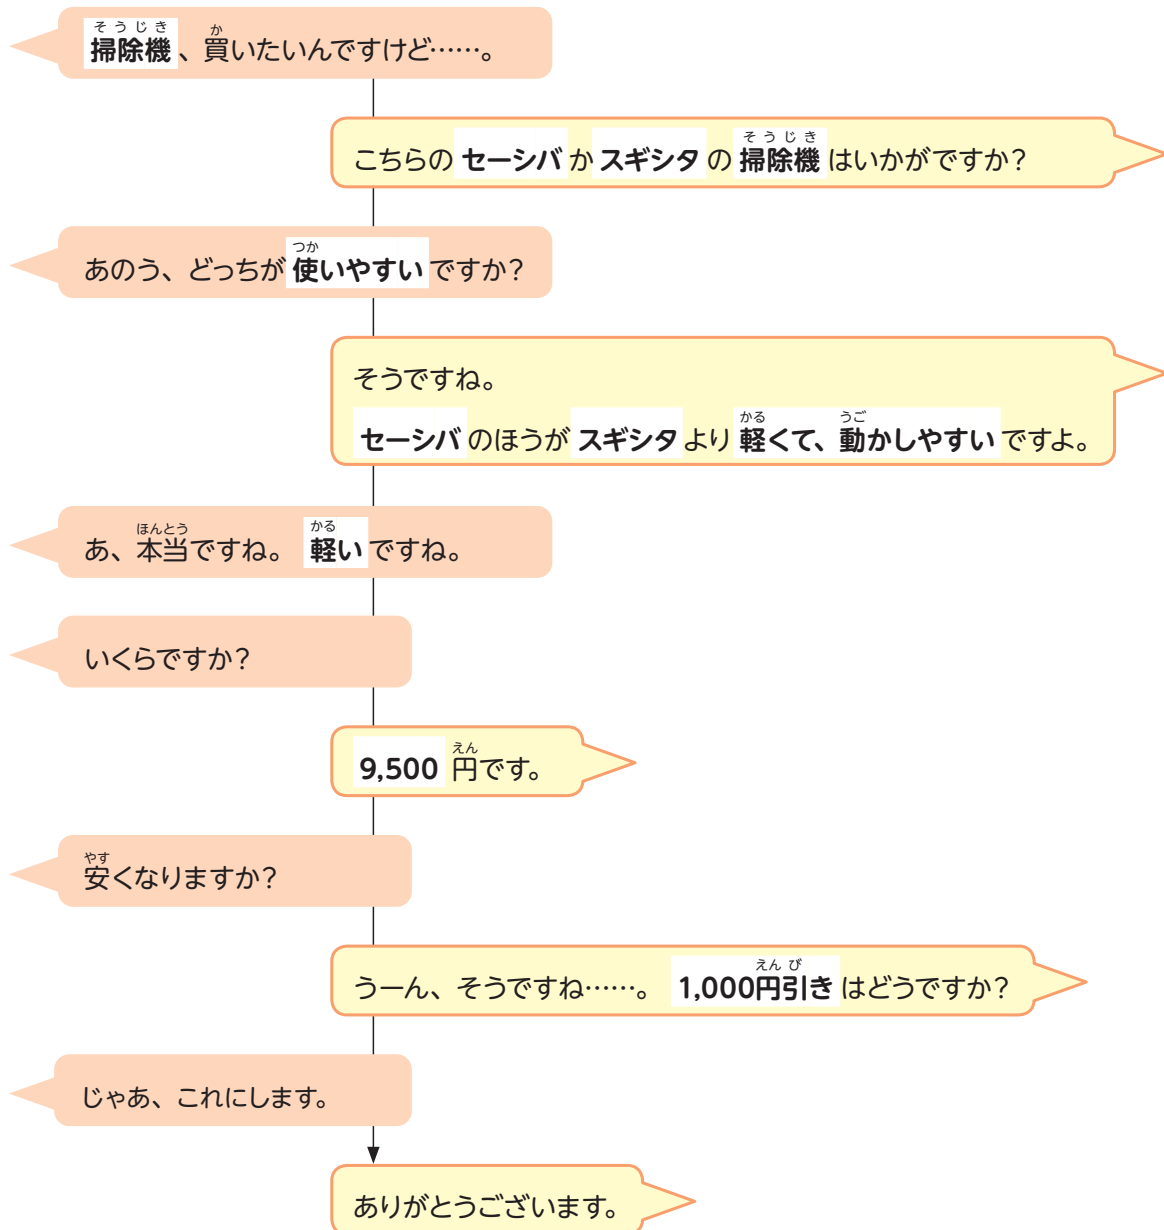 そうじき か
掃除機、買いたいんですけど……。
そうじき
こちらの セーシバ か スギシタ の 掃除機 はいかがですか?
つか
あのう、どっちが 使いやすい ですか?
そうですね。
かる うご
セーシバ のほうが スギシタ より 軽くて、動かしやすい ですよ。
ほんとう かる
あ、本当ですね。 軽い ですね。
いくらですか?
えん
9,500 円です。
やす
安くなりますか?
えん び
うーん、そうですね……。 1,000円引き はどうですか?
じゃあ、これにします。
ありがとうございます。